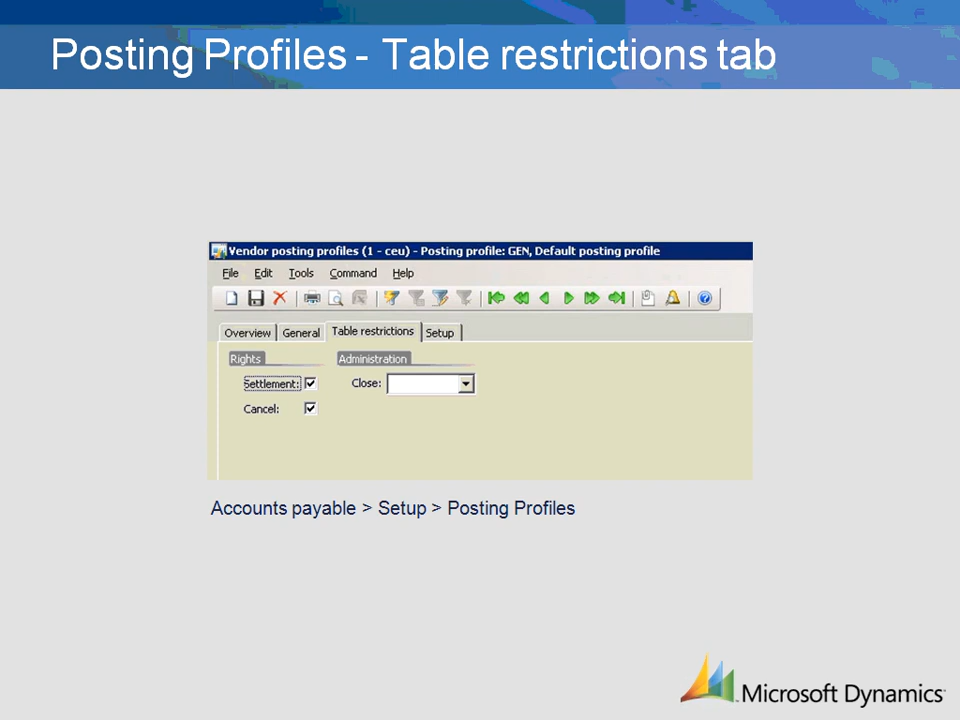 Posting Profiles - Table restrictions tab
Vendor posting profiles (1 - ceu) - Posting profile: GEN, Default posting profile
File Edit Tools Command Help
Overview General Table restrictions Setup
Rights Administration
Settlement: Close:
Cancel:
Accounts payable > Setup > Posting Profiles
Microsoft Dynamics